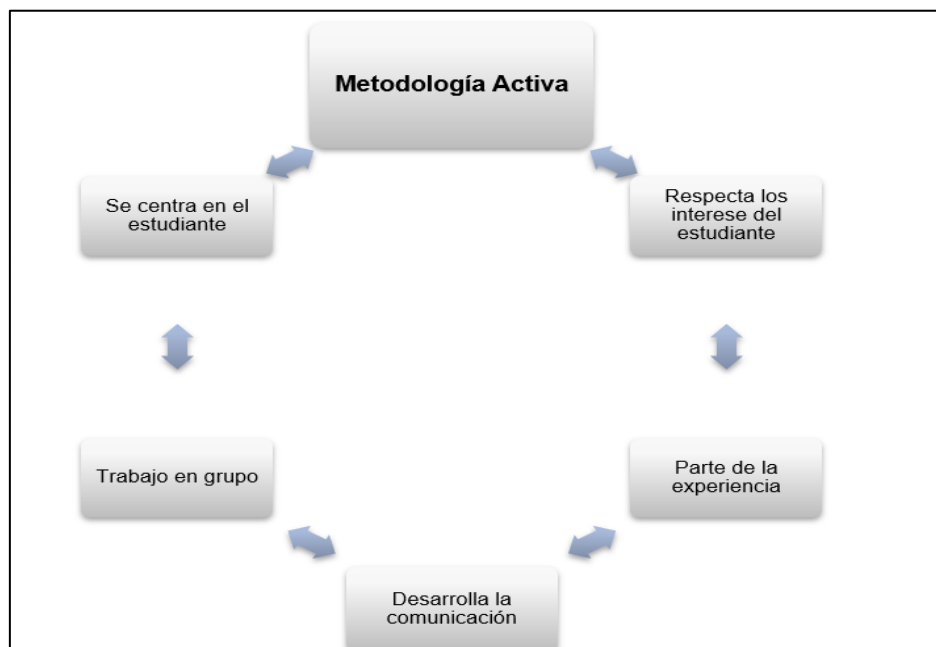 Metodología Activa
Se centra en el
estudiante
Respecta los
interese del
estudiante
Trabajo en grupo
Parte de la
experiencia
Desarrolla la
comunicación